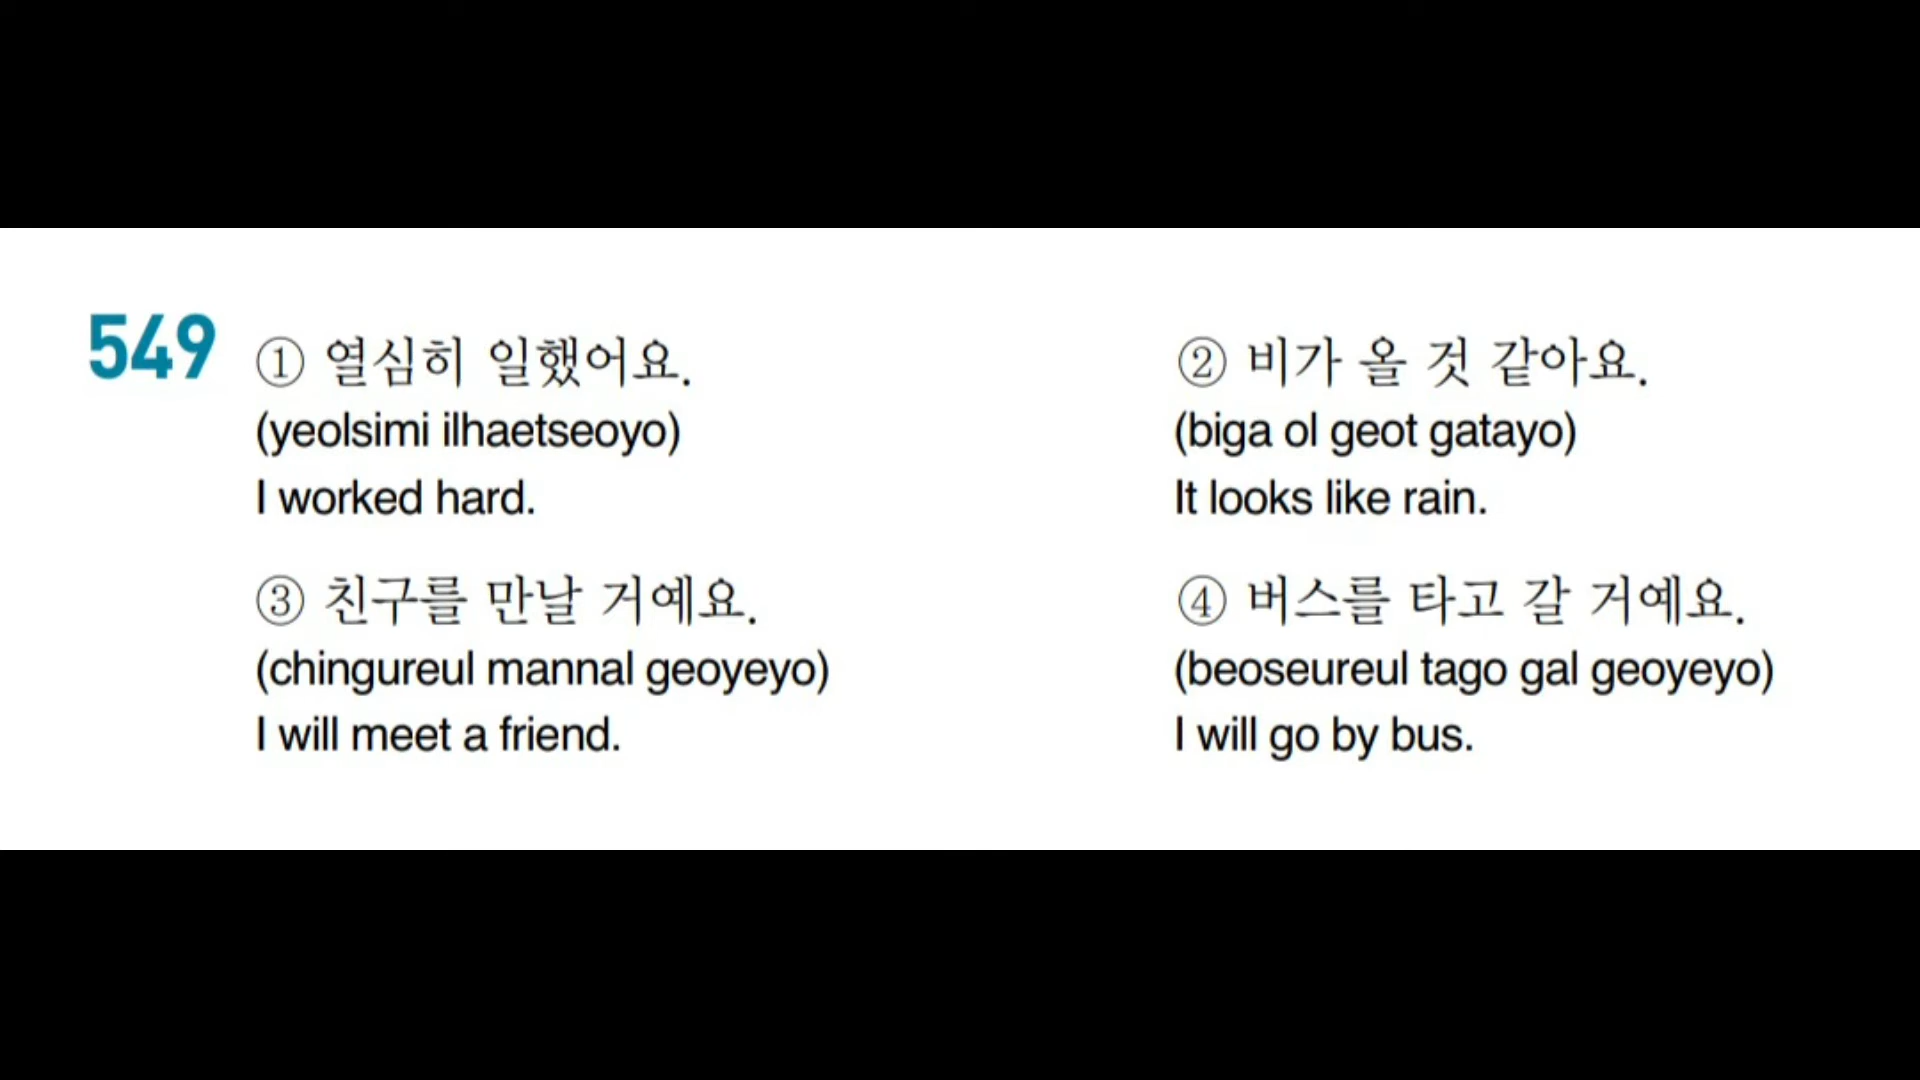 549
① 열심히 일했어요.
(yeolsimi ilhaetseoyo)
I worked hard.
② 비가 올 것 같아요.
(biga ol geot gatayo)
It looks like rain.
③ 친구를 만날 거예요.
(chingureul mannal geoyeyo)
I will meet a friend.
④ 버스를 타고 갈 거예요.
(beoseureul tago gal geoyeyo)
I will go by bus.